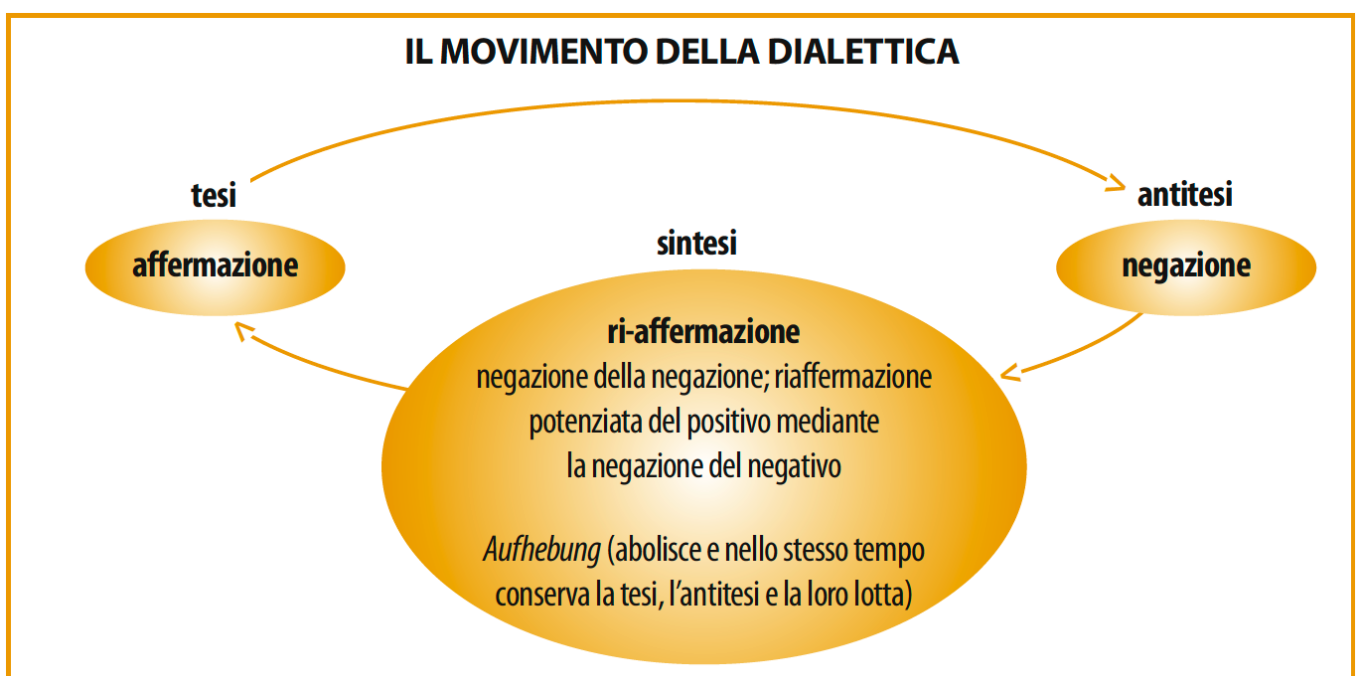 IL MOVIMENTO DELLA DIALETTICA
tesi
affermazione
antitesi
negazione
sintesi
ri-affermazione
negazione della negazione; riaffermazione
potenziata del positivo mediante
la negazione del negativo
Aufhebung (abolisce e nello stesso tempo
conserva la tesi, l'antitesi e la loro lotta)